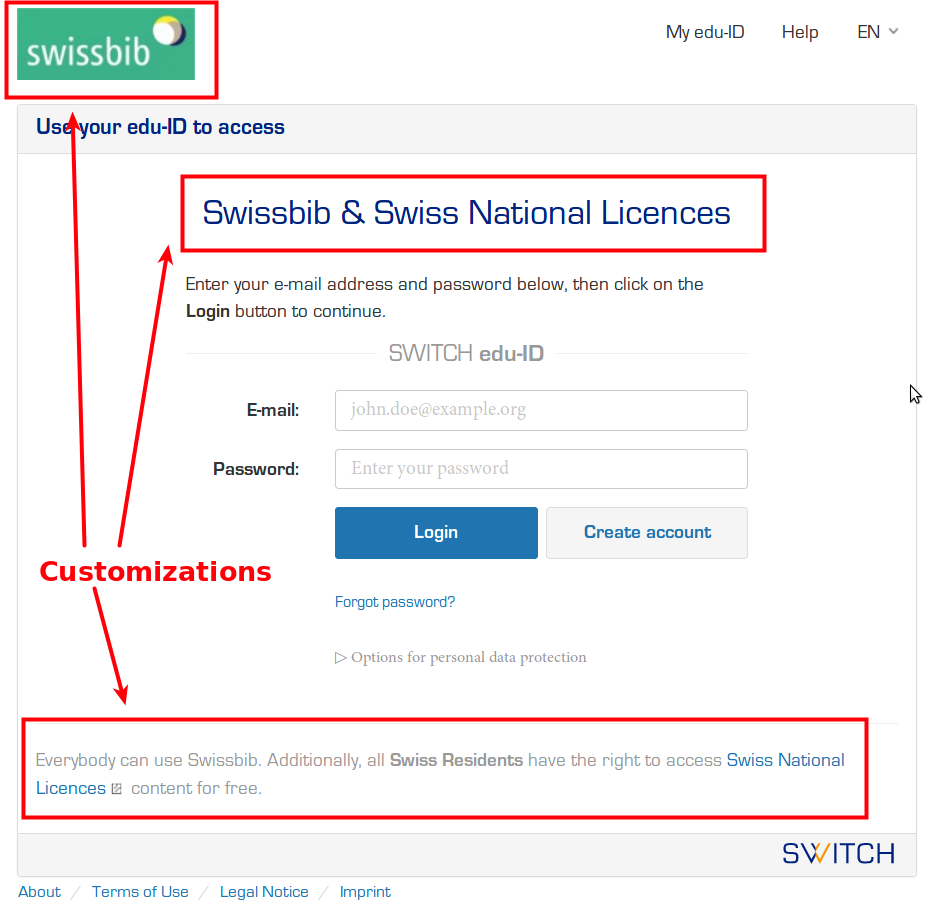 swissbib
My edu-ID Help EN
Use your edu-ID to access
Swissbib & Swiss National Licences
Enter your e-mail address and password below, then click on the
Login button to continue.
SWITCH edu-ID
E-mail: john.doe@example.org
Password: Enter your password
Login Create account
Customizations
Forgot password?
▷ Options for personal data protection
Everybody can use Swissbib. Additionally, all Swiss Residents have the right to access Swiss National
Licences content for free.
SWITCH
About / Terms of Use / Legal Notice / Imprint